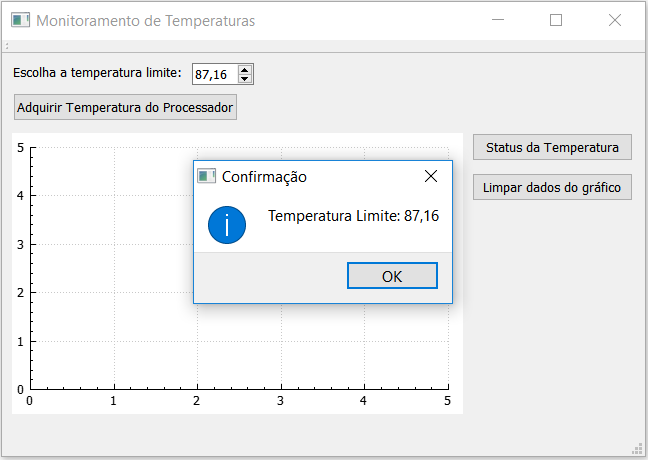 Monitoramento de Temperaturas
Escolha a temperatura limite: 87,16
Adquirir Temperatura do Processador
Status da Temperatura
Limpar dados do gráfico
Confirmação
Temperatura Limite: 87,16
OK
5
4
3
2
1
0
0 1 2 3 4 5